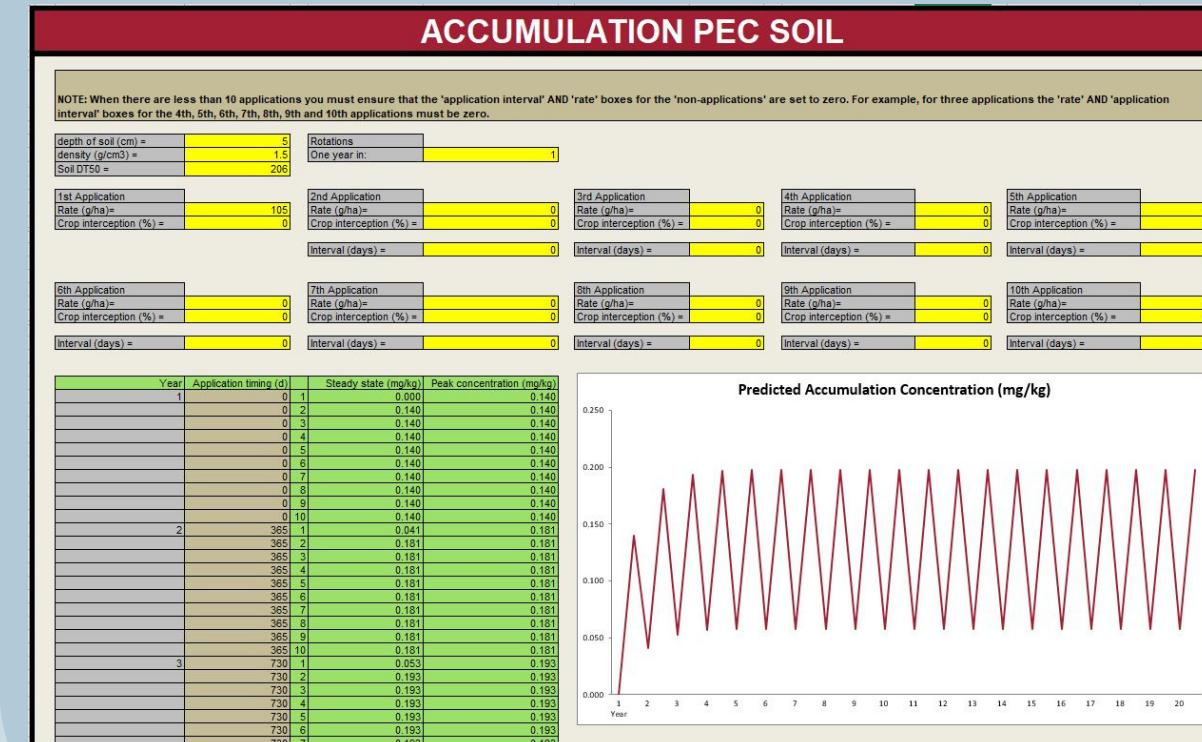 ACCUMULATION PEC SOIL
NOTE: When there are less than 10 applications you must ensure that the 'application interval' AND 'rate' boxes for the 'non-applications' are set to zero. For example, for three applications the 'rate' AND 'application
interval' boxes for the 4th, 5th, 6th, 7th, 8th, 9th and 10th applications must be zero.
depth of soil (cm) = 5 Rotations
density (g/cm3) = 1.5 One year in: 1
Soil DT50 = 206
1st Application 2nd Application 3rd Application 4th Application 5th Application
Rate (g/ha)= 105 Rate (g/ha)= 0 Rate (g/ha)= 0 Rate (g/ha)= 0 Rate (g/ha)=
Crop interception (%) = 0 Crop interception (%) = 0 Crop interception (%) = 0 Crop interception (%) = 0 Crop interception (%) =
Interval (days) = 0 Interval (days) = 0 Interval (days) = 0 Interval (days) =
6th Application 7th Application 8th Application 9th Application 10th Application
Rate (g/ha)= 0 Rate (g/ha)= 0 Rate (g/ha)= 0 Rate (g/ha)= 0 Rate (g/ha)=
Crop interception (%) = 0 Crop interception (%) = 0 Crop interception (%) = 0 Crop interception (%) = 0 Crop interception (%) =
Interval (days) = 0 Interval (days) = 0 Interval (days) = 0 Interval (days) = 0 Interval (days) =
Year Application timing (d) Steady state (mg/kg) Peak concentration (mg/kg)
1 0 1 0.000 0.140
0 2 0.140 0.140
0 3 0.140 0.140
0 4 0.140 0.140
0 5 0.140 0.140
0 6 0.140 0.140
0 7 0.140 0.140
0 8 0.140 0.140
0 9 0.140 0.140
0 10 0.140 0.140
2 365 1 0.041 0.181
365 2 0.181 0.181
365 3 0.181 0.181
365 4 0.181 0.181
365 5 0.181 0.181
365 6 0.181 0.181
365 7 0.181 0.181
365 8 0.181 0.181
365 9 0.181 0.181
365 10 0.181 0.181
3 730 1 0.053 0.193
730 2 0.193 0.193
730 3 0.193 0.193
730 4 0.193 0.193
730 5 0.193 0.193
730 6 0.193 0.193
Predicted Accumulation Concentration (mg/kg)
0.250
0.200
0.150
0.100
0.050
0.000
1 2 3 4 5 6 7 8 9 10 11 12 13 14 15 16 17 18 19 20
Year